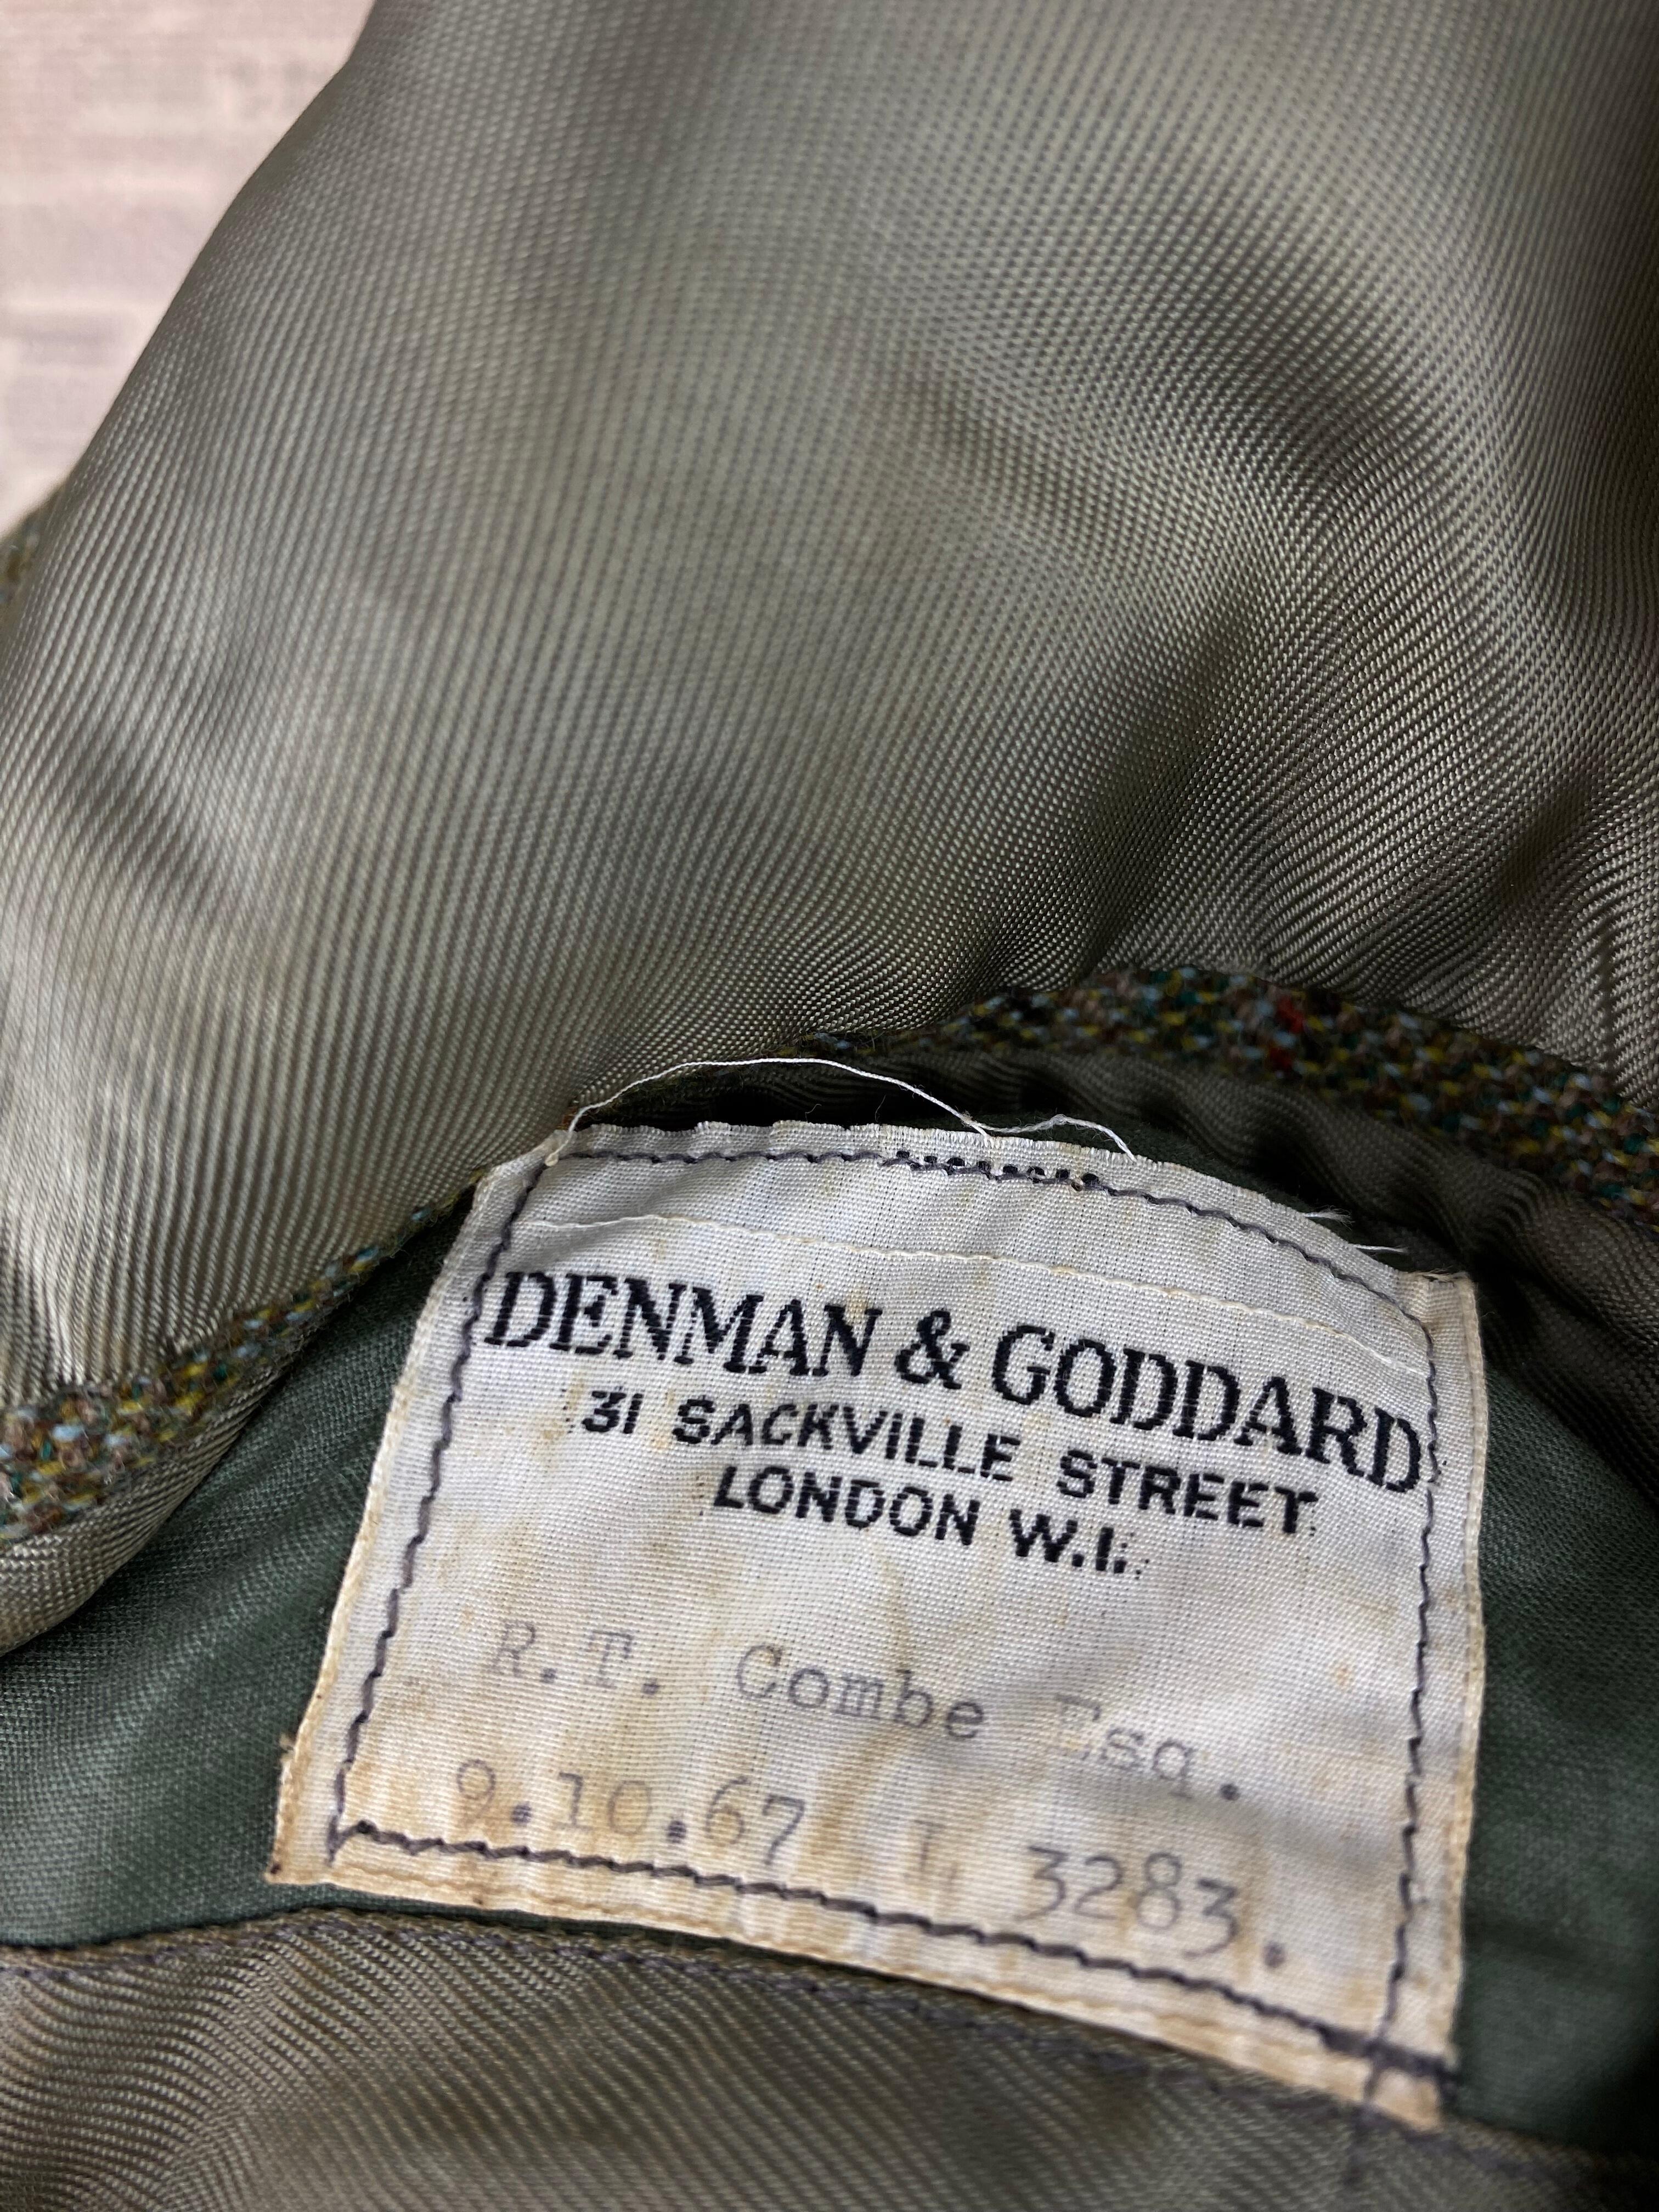 DENMAN & GODDARD
31 SACKVILLE STREET
LONDON W.1.
R.T. Combe Esq.
9.10.67 L 3283.